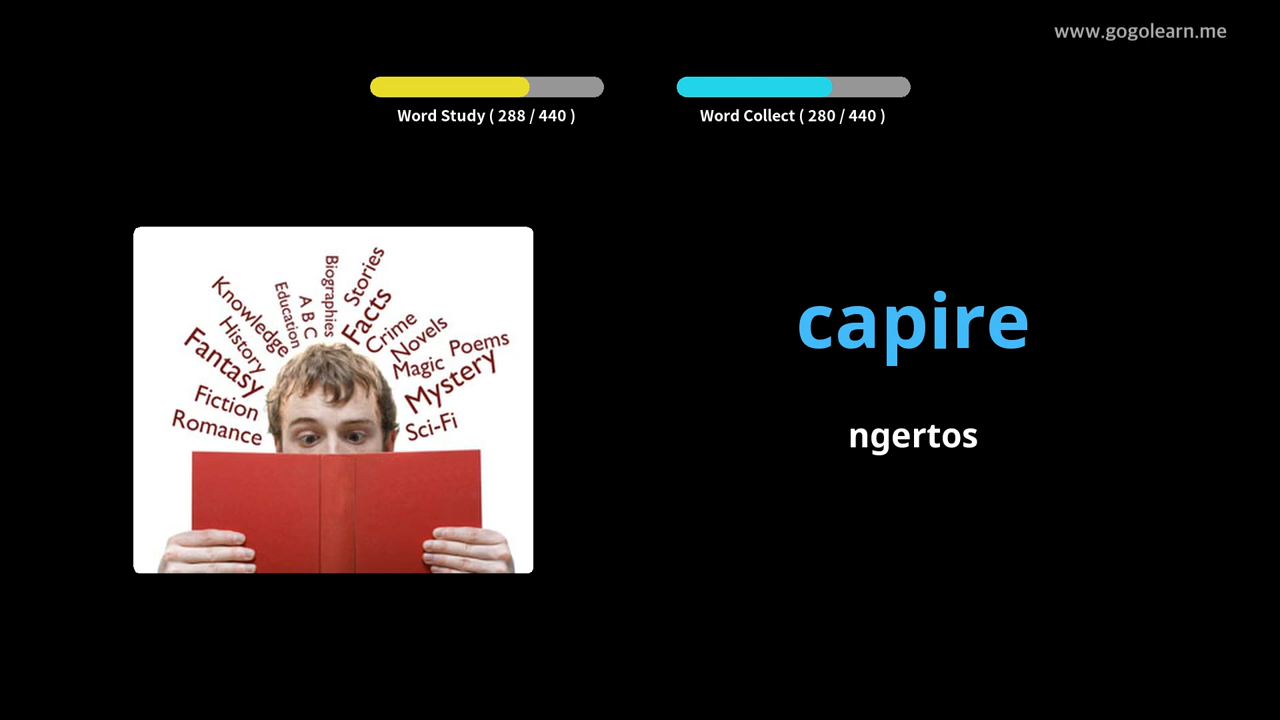 www.gogolearn.me
Word Study ( 288 / 440 )
Word Collect ( 280 / 440 )
Biographies
Stories
Education
A B C
Facts
Knowledge
Crime
History
Novels
Fantasy
Magic
Poems
Mystery
Fiction
Romance
Sci-Fi
capire
ngertos